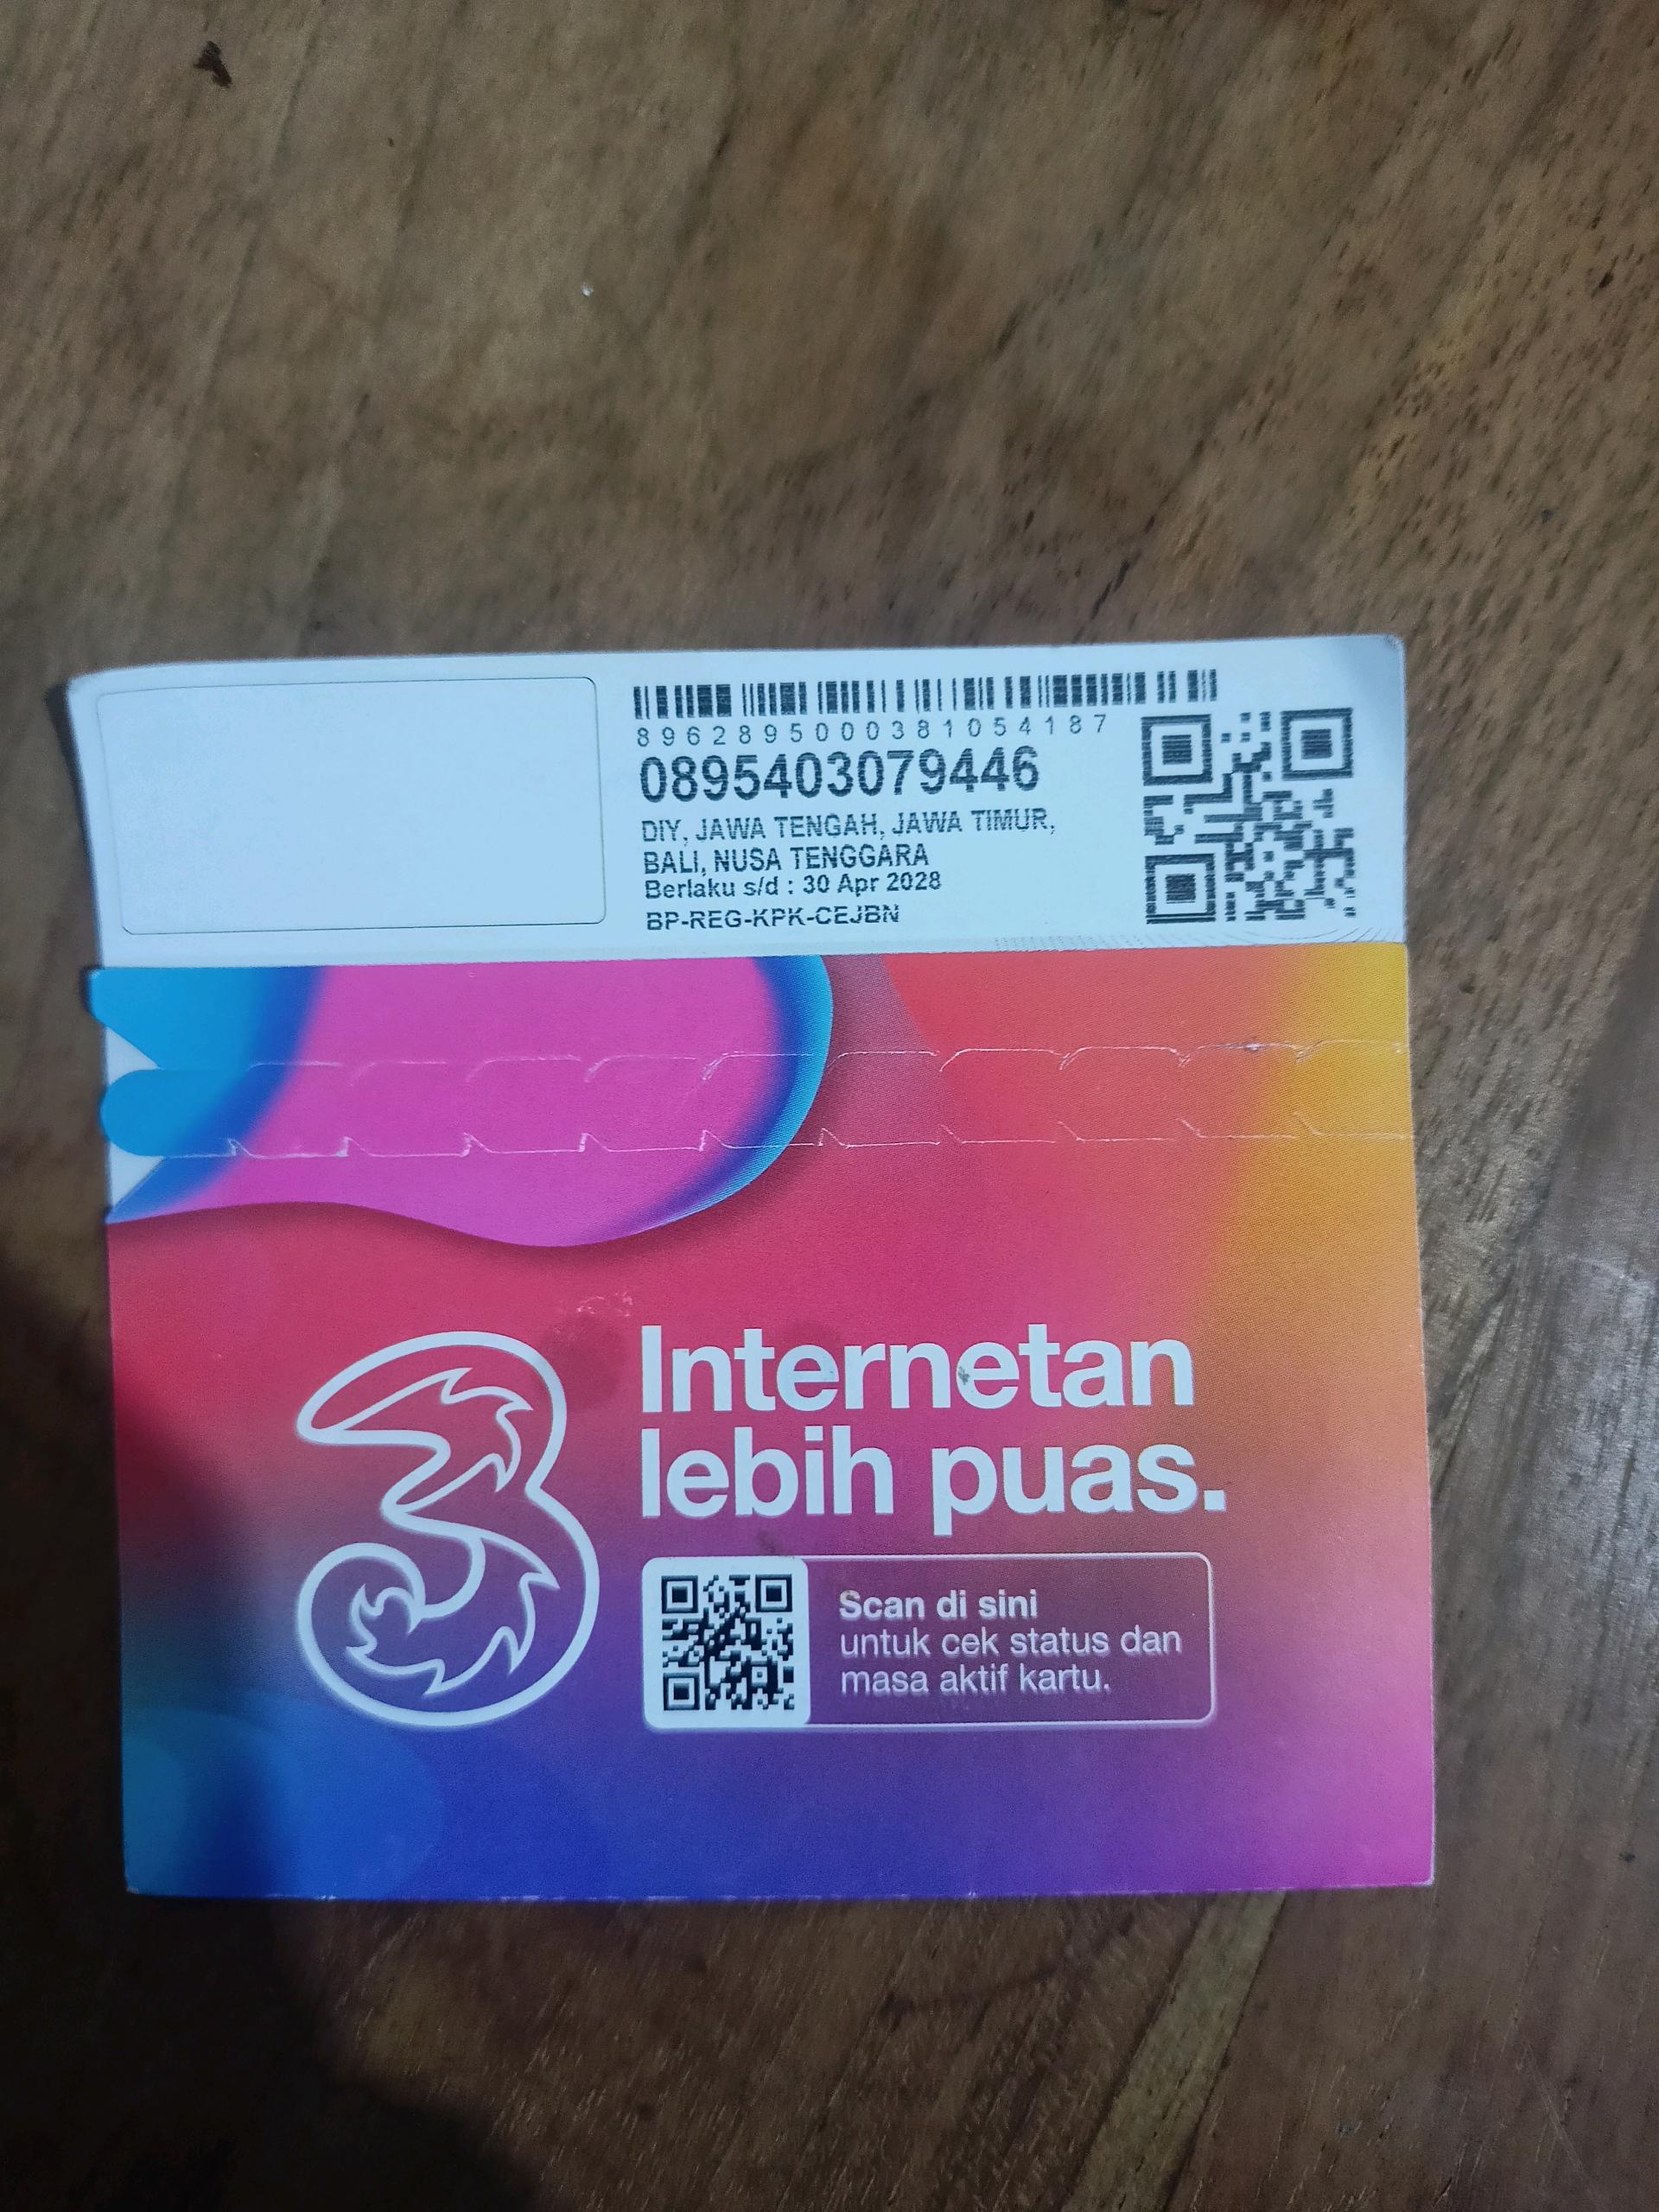 8962895000381054187
0895403079446
DIY, JAWA TENGAH, JAWA TIMUR,
BALI, NUSA TENGGARA
Berlaku s/d : 30 Apr 2028
BP-REG-KPK-CEJBN
3
Internetan
lebih puas.
Scan di sini
untuk cek status dan
masa aktif kartu.